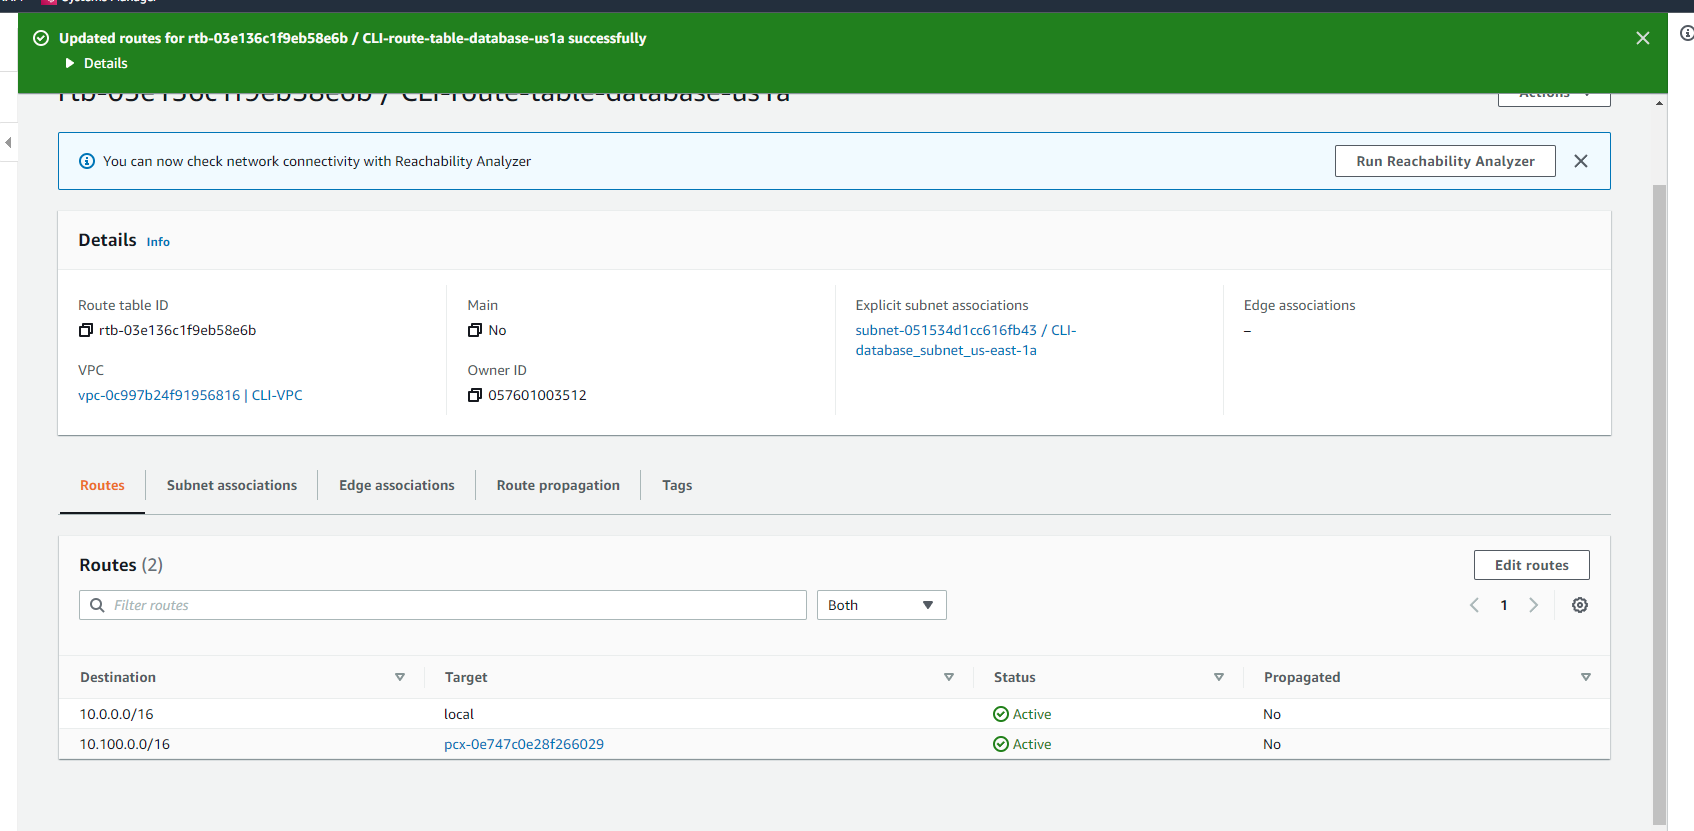 Systems Manager
Updated routes for rtb-03e136c1f9eb58e6b / CLI-route-table-database-us1a successfully
Details
rtb-03e136c1f9eb58e6b / CLI-route-table-database-us1a
Actions
You can now check network connectivity with Reachability Analyzer
Run Reachability Analyzer
Details Info
Route table ID
rtb-03e136c1f9eb58e6b
Main
No
Explicit subnet associations
subnet-051534d1cc616fb43 / CLI-
database_subnet_us-east-1a
Edge associations
–
VPC
vpc-0c997b24f91956816 | CLI-VPC
Owner ID
057601003512
Routes
Subnet associations
Edge associations
Route propagation
Tags
Routes (2)
Edit routes
Filter routes
Both
1
Destination Target Status Propagated
10.0.0.0/16 local Active No
10.100.0.0/16 pcx-0e747c0e28f266029 Active No